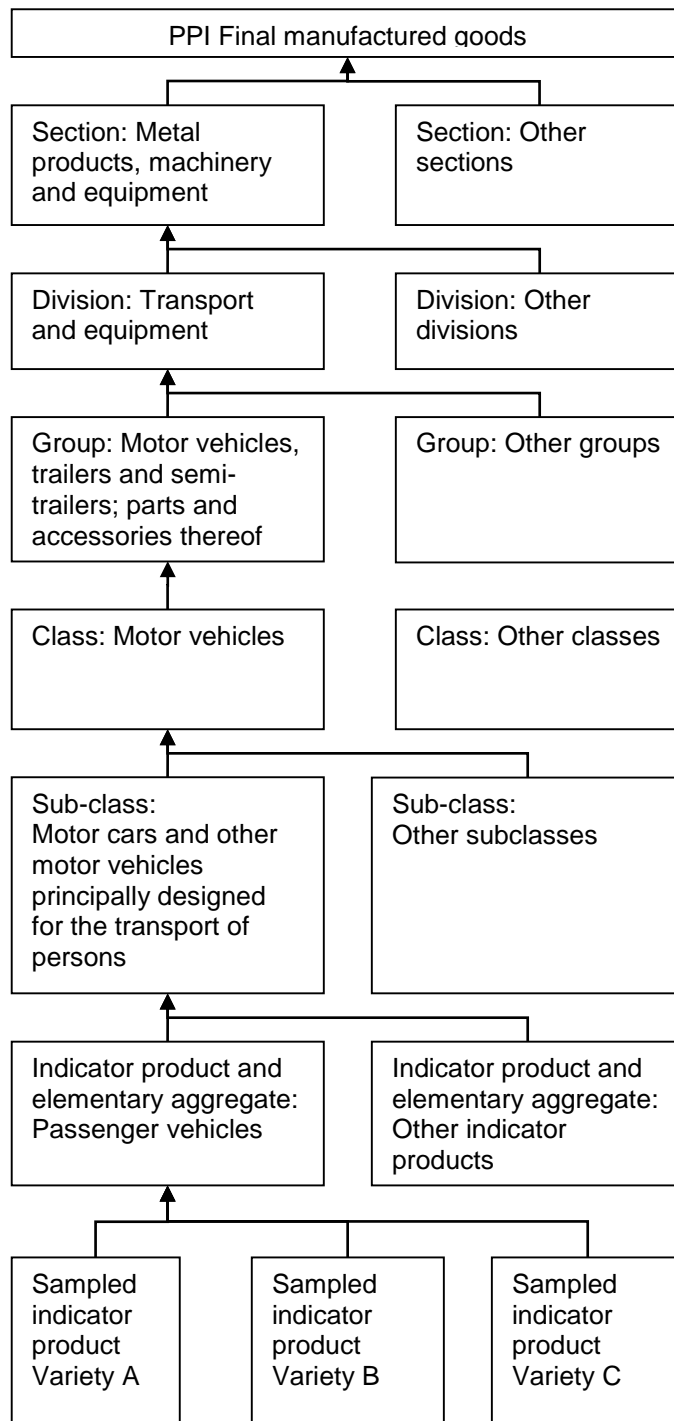 PPI Final manufactured goods
Section: Metal
products, machinery
and equipment
Section: Other
sections
Division: Transport
and equipment
Division: Other
divisions
Group: Motor vehicles,
trailers and semi-
trailers; parts and
accessories thereof
Group: Other groups
Class: Motor vehicles
Class: Other classes
Sub-class:
Motor cars and other
motor vehicles
principally designed
for the transport of
persons
Sub-class:
Other subclasses
Indicator product and
elementary aggregate:
Passenger vehicles
Indicator product and
elementary aggregate:
Other indicator
products
Sampled
indicator
product
Variety A
Sampled
indicator
product
Variety B
Sampled
indicator
product
Variety C